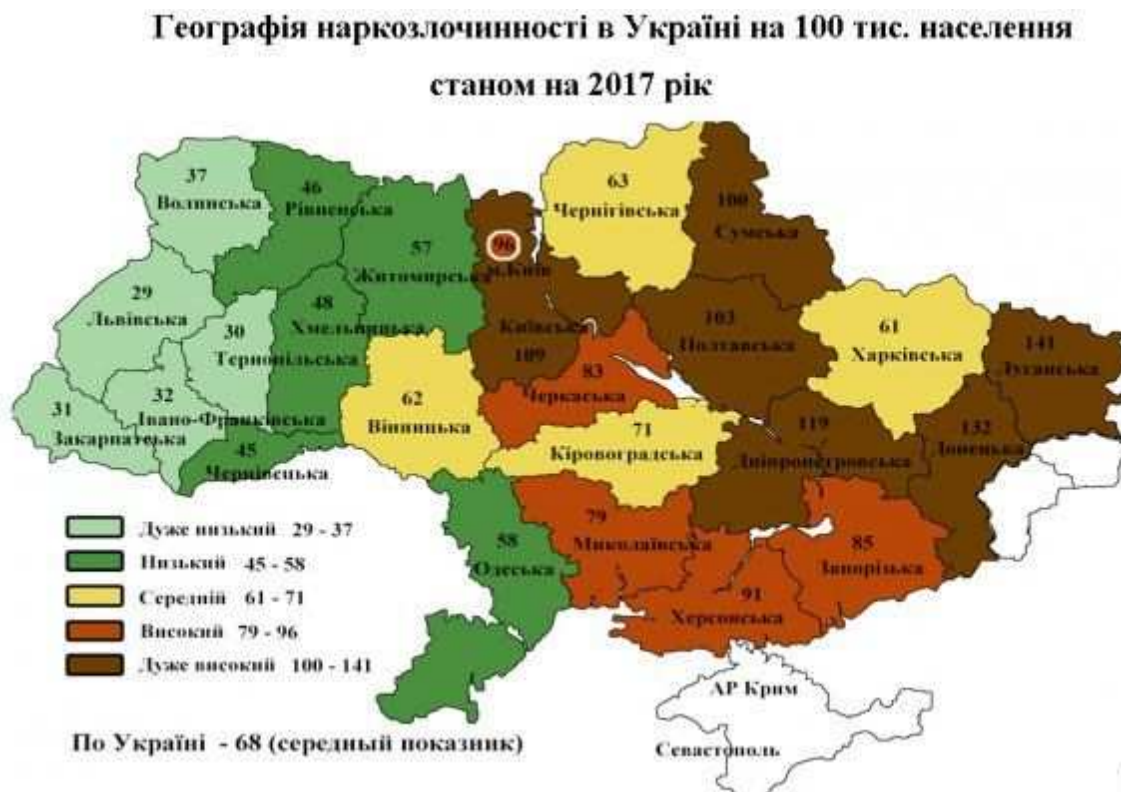 Географія наркозлочинності в Україні на 100 тис. населення
станом на 2017 рік
37
Волинська
46
Рівненська
57
Житомирська
96
м.Київ
63
Чернігівська
100
Сумська
29
Львівська
30
Тернопільська
48
Хмельницька
Київська
109
103
Полтавська
61
Харківська
141
Луганська
31
Закарпатська
32
Івано-Франківська
45
Чернівецька
62
Вінницька
83
Черкаська
71
Кіровоградська
119
Дніпропетровська
132
Донецька
58
Одеська
79
Миколаївська
91
Херсонська
85
Запорізька
АР Крим
Севастополь
Дуже низький 29 - 37
Низький 45 - 58
Середній 61 - 71
Високий 79 - 96
Дуже високий 100 - 141
По Україні - 68 (середный показник)